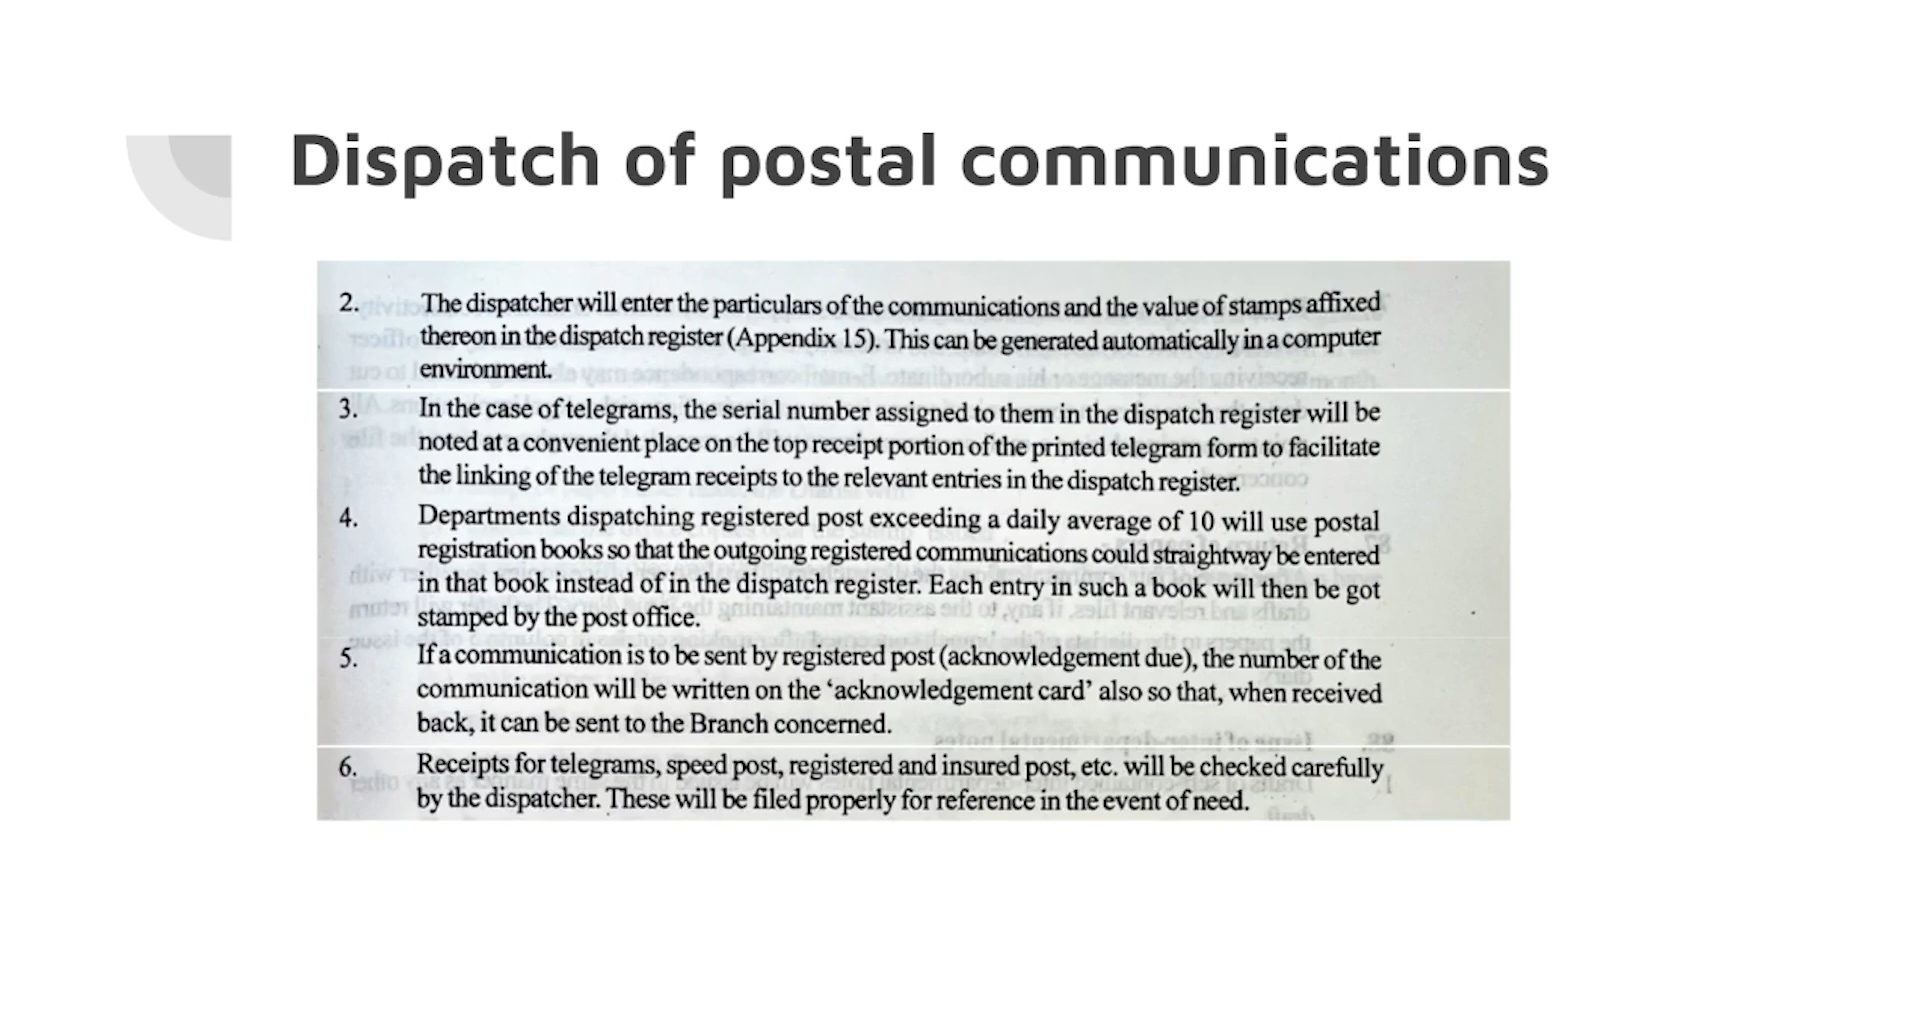 Dispatch of postal communications
2. The dispatcher will enter the particulars of the communications and the value of stamps affixed
thereon in the dispatch register (Appendix 15). This can be generated automatically in a computer
environment.
3. In the case of telegrams, the serial number assigned to them in the dispatch register will be
noted at a convenient place on the top receipt portion of the printed telegram form to facilitate
the linking of the telegram receipts to the relevant entries in the dispatch register.
4. Departments dispatching registered post exceeding a daily average of 10 will use postal
registration books so that the outgoing registered communications could straightway be entered
in that book instead of in the dispatch register. Each entry in such a book will then be got
stamped by the post office.
5. If a communication is to be sent by registered post (acknowledgement due), the number of the
communication will be written on the ‘acknowledgement card’ also so that, when received
back, it can be sent to the Branch concerned.
6. Receipts for telegrams, speed post, registered and insured post, etc. will be checked carefully
by the dispatcher. These will be filed properly for reference in the event of need.